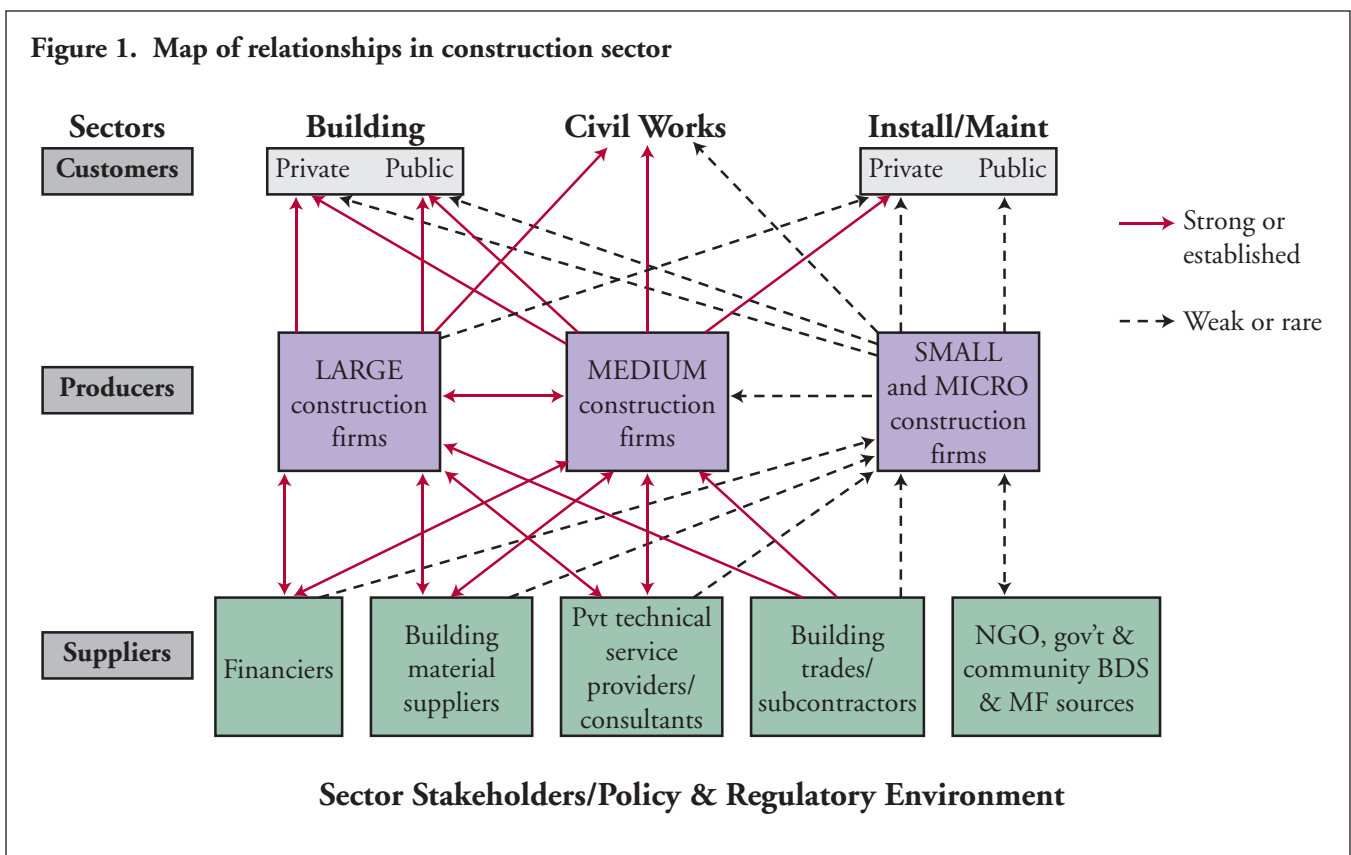 Figure 1. Map of relationships in construction sector
Sectors
Building
Civil Works
Install/Maint
Customers
Private Public
Private Public
Strong or
established
Weak or rare
Producers
LARGE
construction
firms
MEDIUM
construction
firms
SMALL
and MICRO
construction
firms
Suppliers
Financiers
Building
material
suppliers
Pvt technical
service
providers/
consultants
Building
trades/
subcontractors
NGO, gov't &
community BDS
& MF sources
Sector Stakeholders/Policy & Regulatory Environment